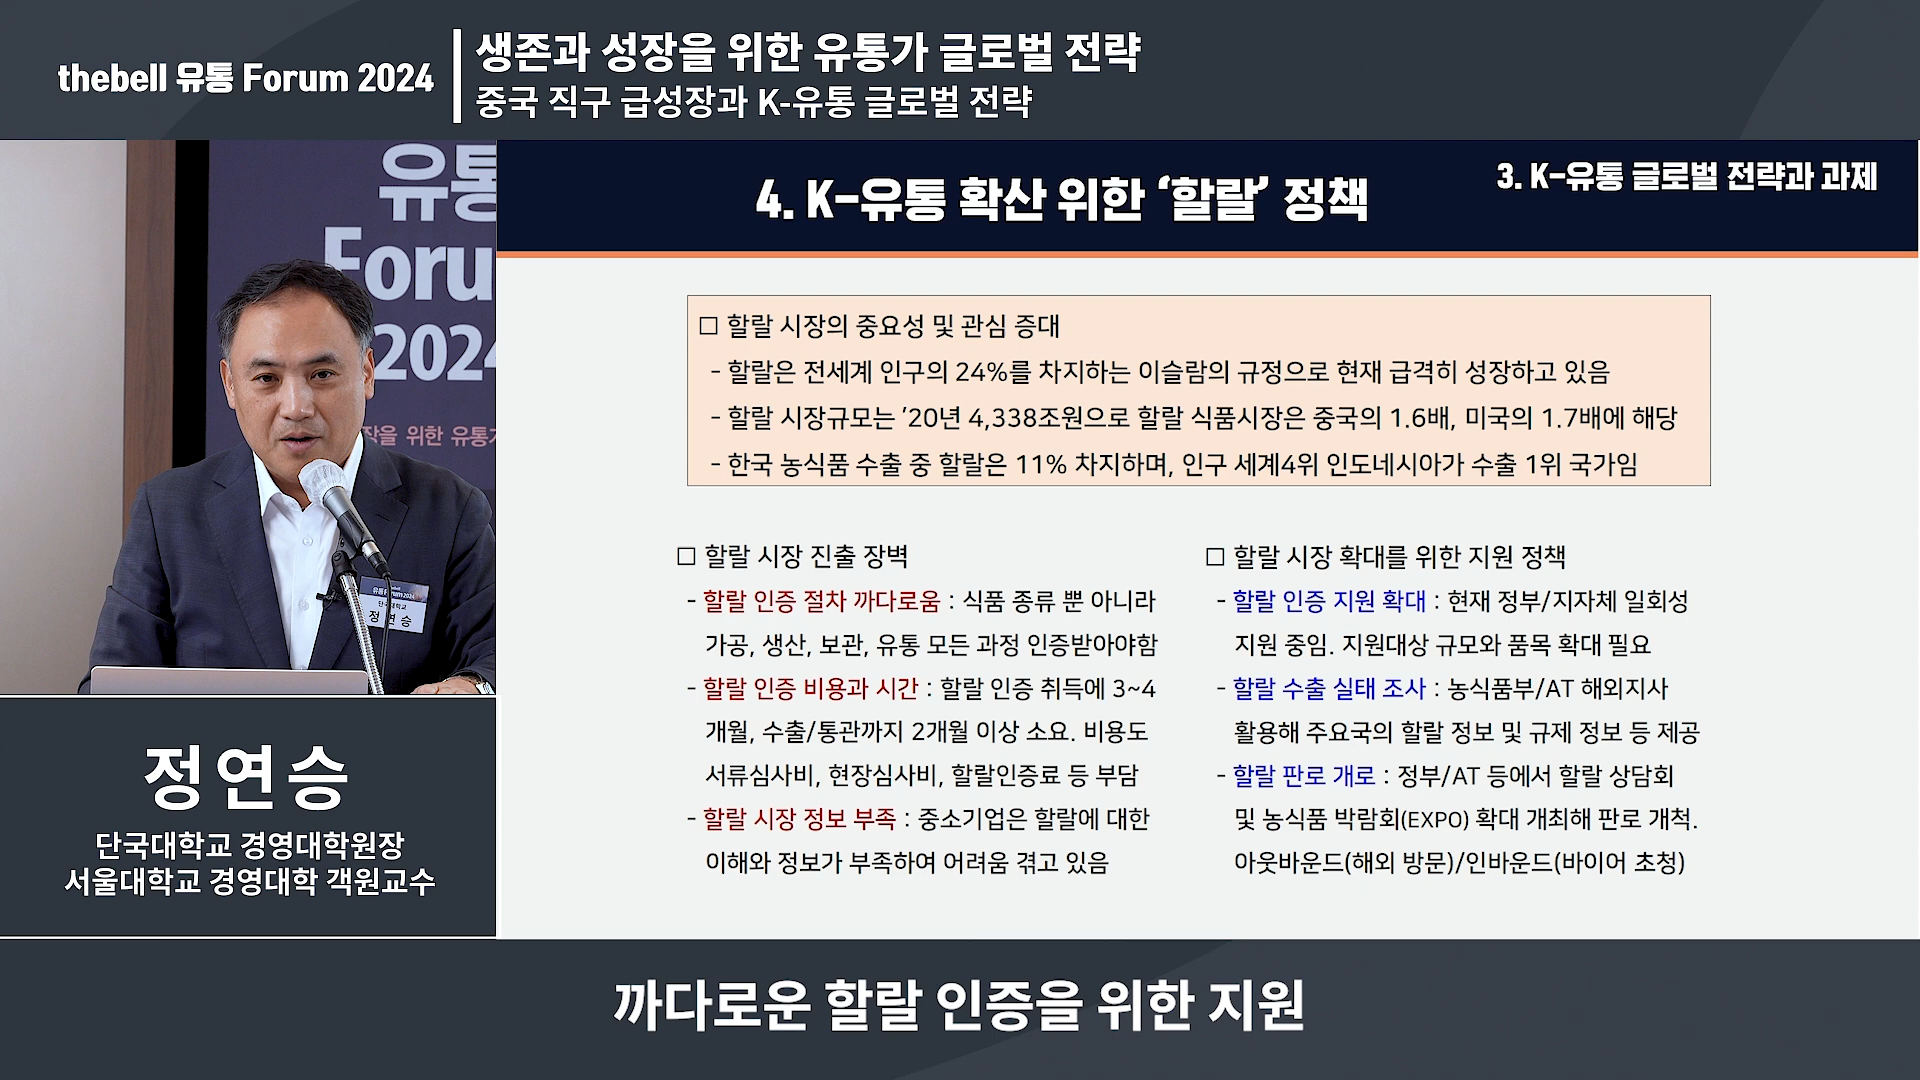 thebell 유통 Forum 2024
생존과 성장을 위한 유통가 글로벌 전략
중국 직구 급성장과 K-유통 글로벌 전략
유통
Forum
2024
장을 위한 유통가
유통Forum 2024
단국대학교
정연승
3. K-유통 글로벌 전략과 과제
4. K-유통 확산 위한 ‘할랄’ 정책
□ 할랄 시장의 중요성 및 관심 증대
- 할랄은 전세계 인구의 24%를 차지하는 이슬람의 규정으로 현재 급격히 성장하고 있음
- 할랄 시장규모는 ’20년 4,338조원으로 할랄 식품시장은 중국의 1.6배, 미국의 1.7배에 해당
- 한국 농식품 수출 중 할랄은 11% 차지하며, 인구 세계4위 인도네시아가 수출 1위 국가임
□ 할랄 시장 진출 장벽
- 할랄 인증 절차 까다로움 : 식품 종류 뿐 아니라
가공, 생산, 보관, 유통 모든 과정 인증받아야함
- 할랄 인증 비용과 시간 : 할랄 인증 취득에 3~4
개월, 수출/통관까지 2개월 이상 소요. 비용도
서류심사비, 현장심사비, 할랄인증료 등 부담
- 할랄 시장 정보 부족 : 중소기업은 할랄에 대한
이해와 정보가 부족하여 어려움 겪고 있음
□ 할랄 시장 확대를 위한 지원 정책
- 할랄 인증 지원 확대 : 현재 정부/지자체 일회성
지원 중임. 지원대상 규모와 품목 확대 필요
- 할랄 수출 실태 조사 : 농식품부/AT 해외지사
활용해 주요국의 할랄 정보 및 규제 정보 등 제공
- 할랄 판로 개로 : 정부/AT 등에서 할랄 상담회
및 농식품 박람회(EXPO) 확대 개최해 판로 개척.
아웃바운드(해외 방문)/인바운드(바이어 초청)
정연승
단국대학교 경영대학원장
서울대학교 경영대학 객원교수
까다로운 할랄 인증을 위한 지원